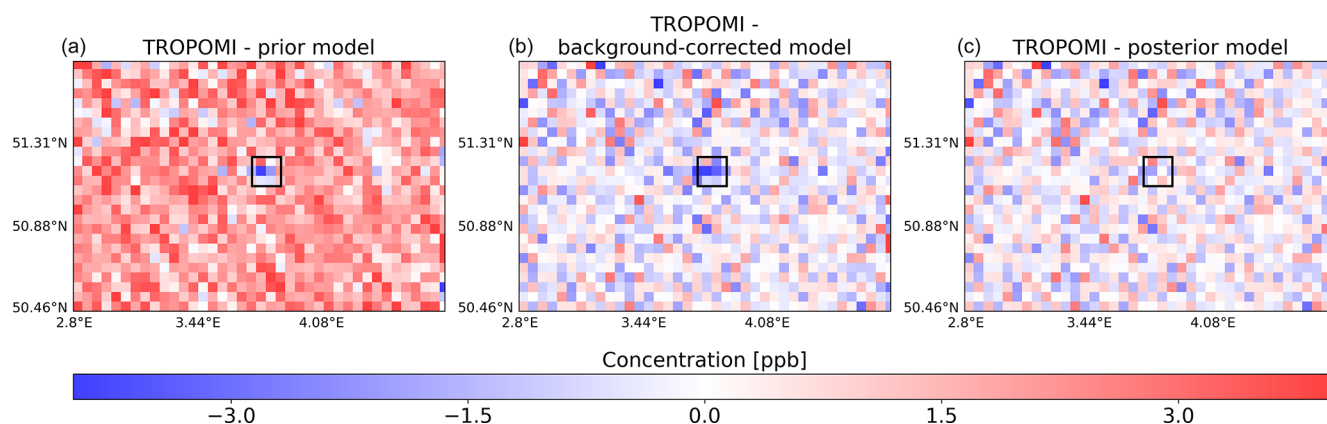 (a)
TROPOMI - prior model
51.31°N
50.88°N
50.46°N
2.8°E
3.44°E
4.08°E
(b)
TROPOMI -
background-corrected model
51.31°N
50.88°N
50.46°N
2.8°E
3.44°E
4.08°E
(c)
TROPOMI - posterior model
51.31°N
50.88°N
50.46°N
2.8°E
3.44°E
4.08°E
Concentration [ppb]
−3.0
−1.5
0.0
1.5
3.0